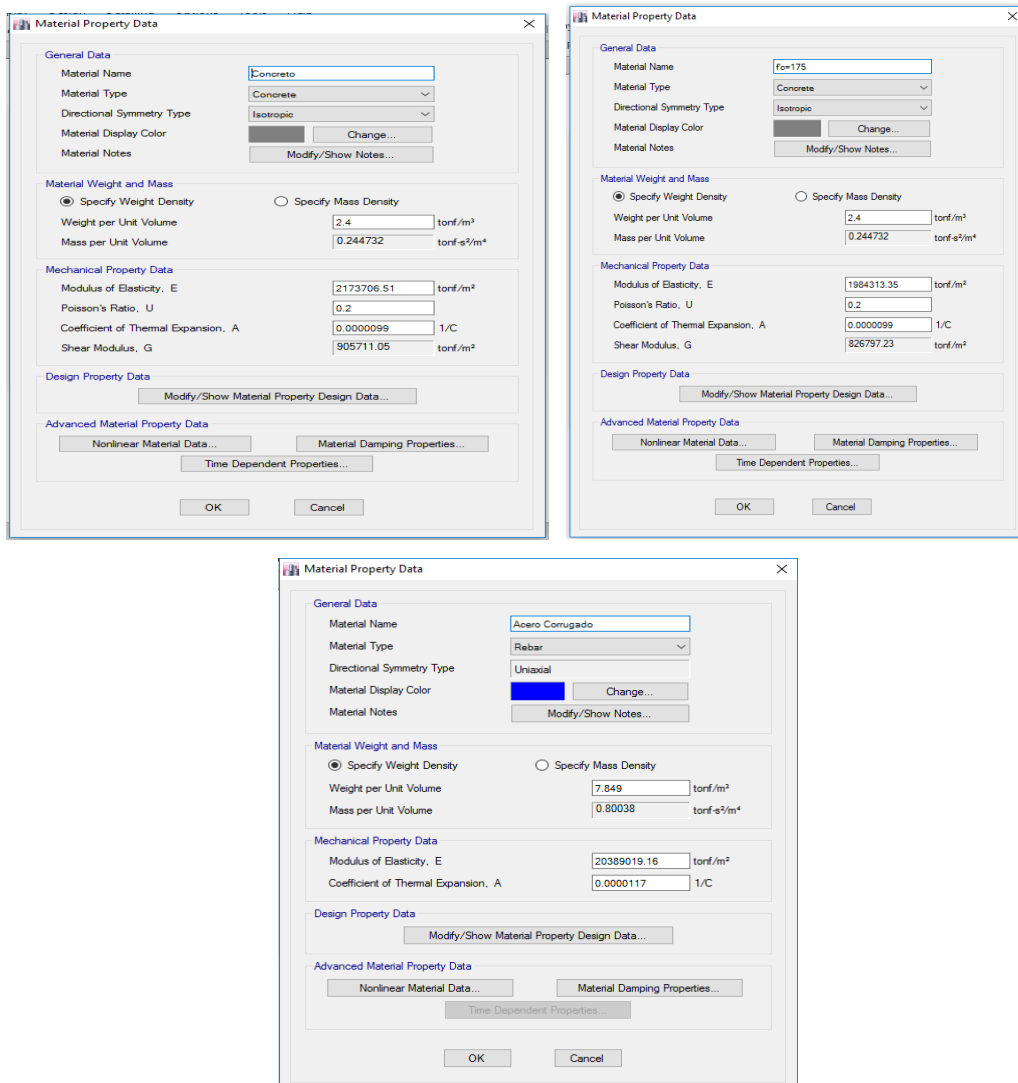 Material Property Data
General Data
Material Name Concreto
Material Type Concrete
Directional Symmetry Type Isotropic
Material Display Color Change...
Material Notes Modify/Show Notes...
Material Weight and Mass
Specify Weight Density Specify Mass Density
Weight per Unit Volume 2.4 tonf/m³
Mass per Unit Volume 0.244732 tonf-s²/m⁴
Mechanical Property Data
Modulus of Elasticity, E 2173706.51 tonf/m²
Poisson's Ratio, U 0.2
Coefficient of Thermal Expansion, A 0.0000099 1/C
Shear Modulus, G 905711.05 tonf/m²
Design Property Data
Modify/Show Material Property Design Data...
Advanced Material Property Data
Nonlinear Material Data... Material Damping Properties...
Time Dependent Properties...
OK Cancel
Material Property Data
General Data
Material Name fc=175
Material Type Concrete
Directional Symmetry Type Isotropic
Material Display Color Change...
Material Notes Modify/Show Notes...
Material Weight and Mass
Specify Weight Density Specify Mass Density
Weight per Unit Volume 2.4 tonf/m³
Mass per Unit Volume 0.244732 tonf-s²/m⁴
Mechanical Property Data
Modulus of Elasticity, E 1984313.35 tonf/m²
Poisson's Ratio, U 0.2
Coefficient of Thermal Expansion, A 0.0000099 1/C
Shear Modulus, G 826797.23 tonf/m²
Design Property Data
Modify/Show Material Property Design Data...
Advanced Material Property Data
Nonlinear Material Data... Material Damping Properties...
Time Dependent Properties...
OK Cancel
Material Property Data
General Data
Material Name Acero Corrugado
Material Type Rebar
Directional Symmetry Type Uniaxial
Material Display Color Change...
Material Notes Modify/Show Notes...
Material Weight and Mass
Specify Weight Density Specify Mass Density
Weight per Unit Volume 7.849 tonf/m³
Mass per Unit Volume 0.80038 tonf-s²/m⁴
Mechanical Property Data
Modulus of Elasticity, E 20389019.16 tonf/m²
Coefficient of Thermal Expansion, A 0.0000117 1/C
Design Property Data
Modify/Show Material Property Design Data...
Advanced Material Property Data
Nonlinear Material Data... Material Damping Properties...
Time Dependent Properties...
OK Cancel